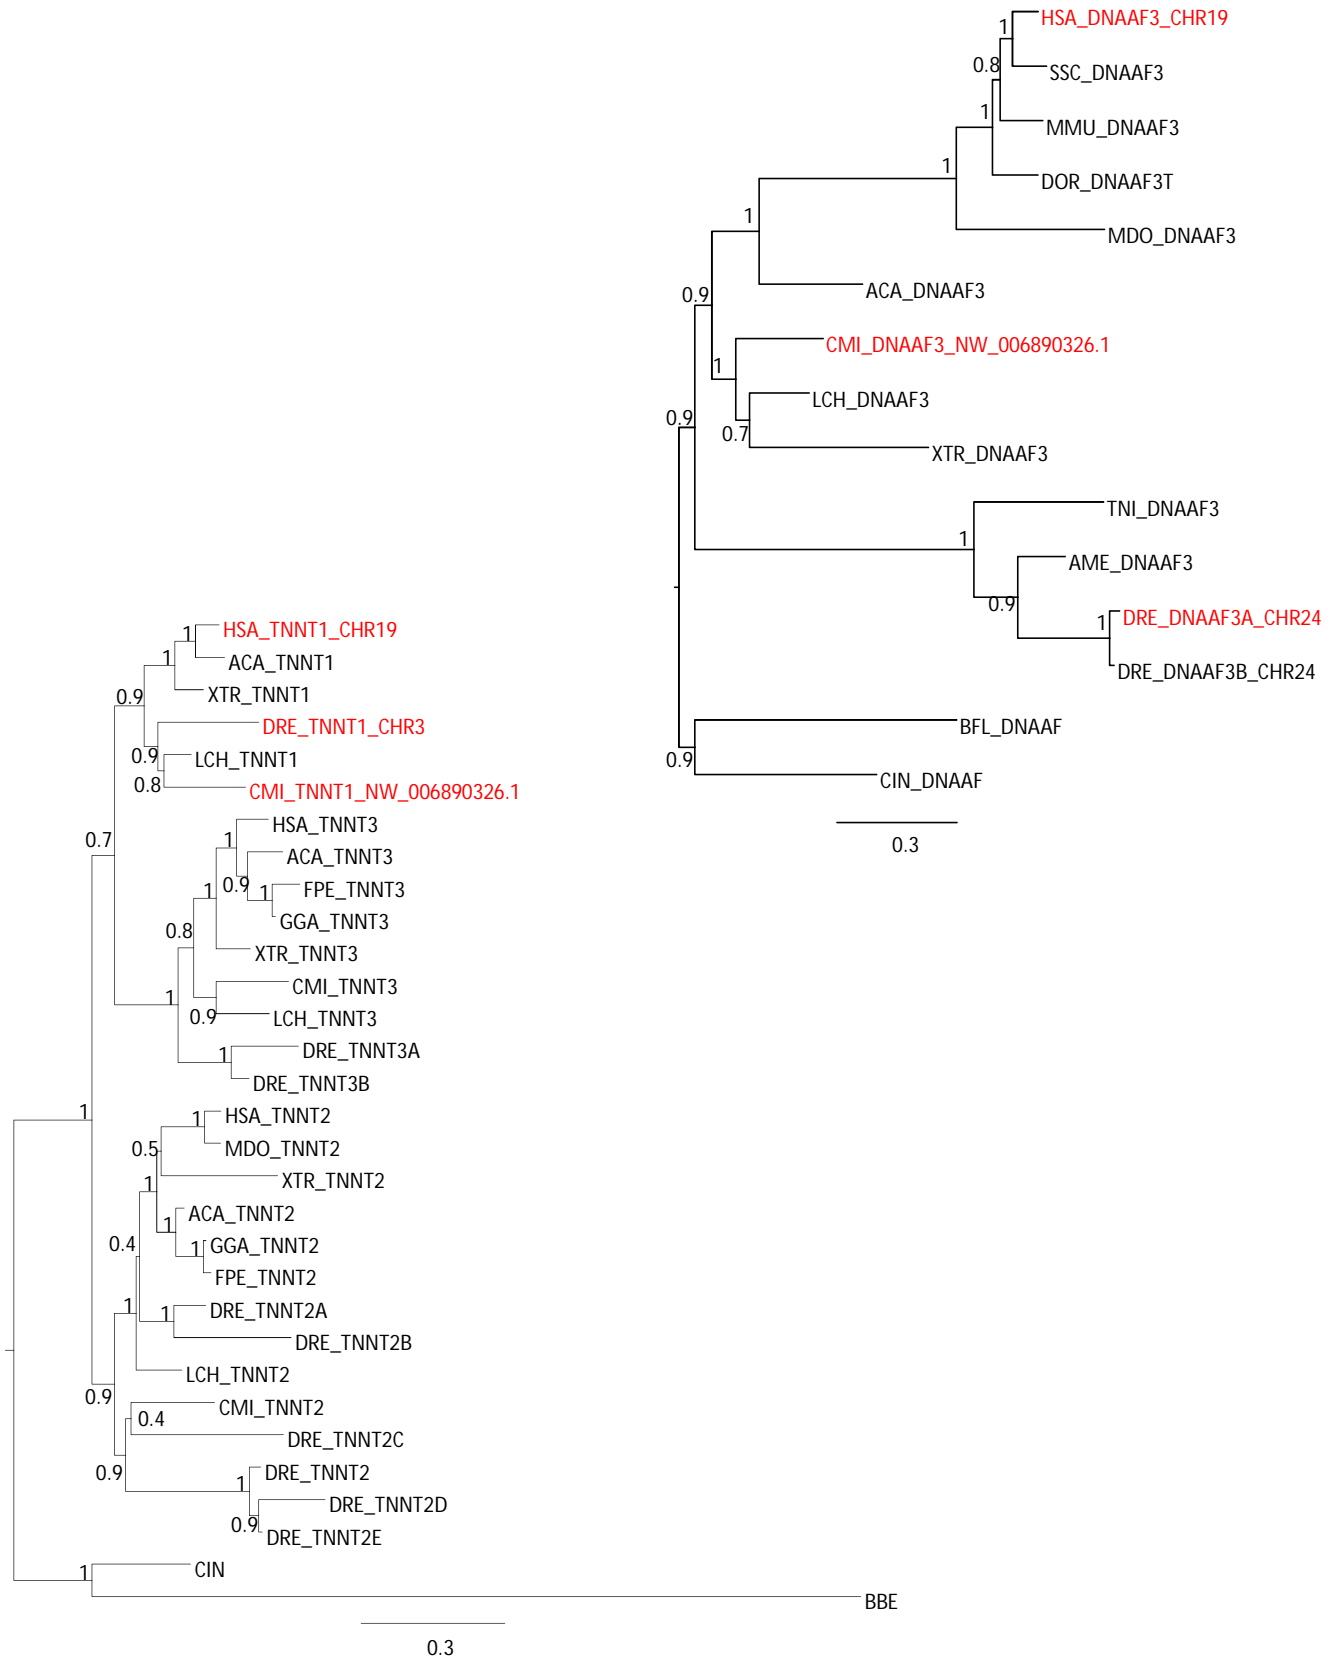 HSA_DNAAF3_CHR19
1
0.8
SSC_DNAAF3
1
MMU_DNAAF3
1
DOR_DNAAF3T
1
MDO_DNAAF3
0.9
ACA_DNAAF3
CMI_DNAAF3_NW_006890326.1
1
LCH_DNAAF3
0.9
0.7
XTR_DNAAF3
TNI_DNAAF3
1
AME_DNAAF3
0.9
1
DRE_DNAAF3A_CHR24
DRE_DNAAF3B_CHR24
BFL_DNAAF
0.9
CIN_DNAAF
0.3
1
HSA_TNNT1_CHR19
1
ACA_TNNT1
0.9
XTR_TNNT1
DRE_TNNT1_CHR3
0.9
LCH_TNNT1
0.8
CMI_TNNT1_NW_006890326.1
HSA_TNNT3
0.7
1
ACA_TNNT3
0.9
1
1
FPE_TNNT3
GGA_TNNT3
0.8
XTR_TNNT3
CMI_TNNT3
1
0.9
LCH_TNNT3
1
DRE_TNNT3A
DRE_TNNT3B
1
1
HSA_TNNT2
0.5
MDO_TNNT2
1
XTR_TNNT2
ACA_TNNT2
1
0.4
1
GGA_TNNT2
FPE_TNNT2
1
1
DRE_TNNT2A
DRE_TNNT2B
LCH_TNNT2
0.9
CMI_TNNT2
0.4
DRE_TNNT2C
0.9
1
DRE_TNNT2
DRE_TNNT2D
0.9
DRE_TNNT2E
1
CIN
BBE
0.3